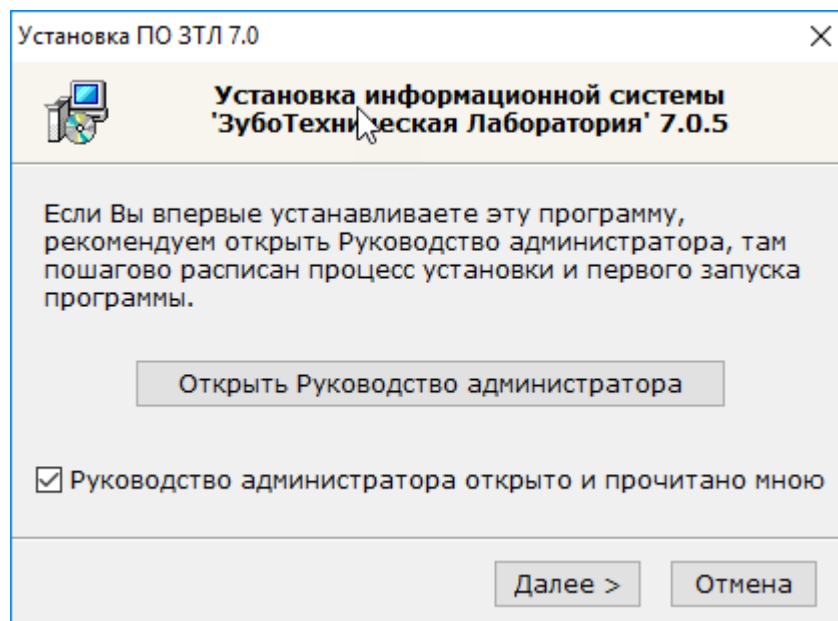 Установка ПО ЗТЛ 7.0
Установка информационной системы
'ЗубоТехническая Лаборатория' 7.0.5
Если Вы впервые устанавливаете эту программу,
рекомендуем открыть Руководство администратора, там
пошагово расписан процесс установки и первого запуска
программы.
Открыть Руководство администратора
Руководство администратора открыто и прочитано мною
Далее >
Отмена